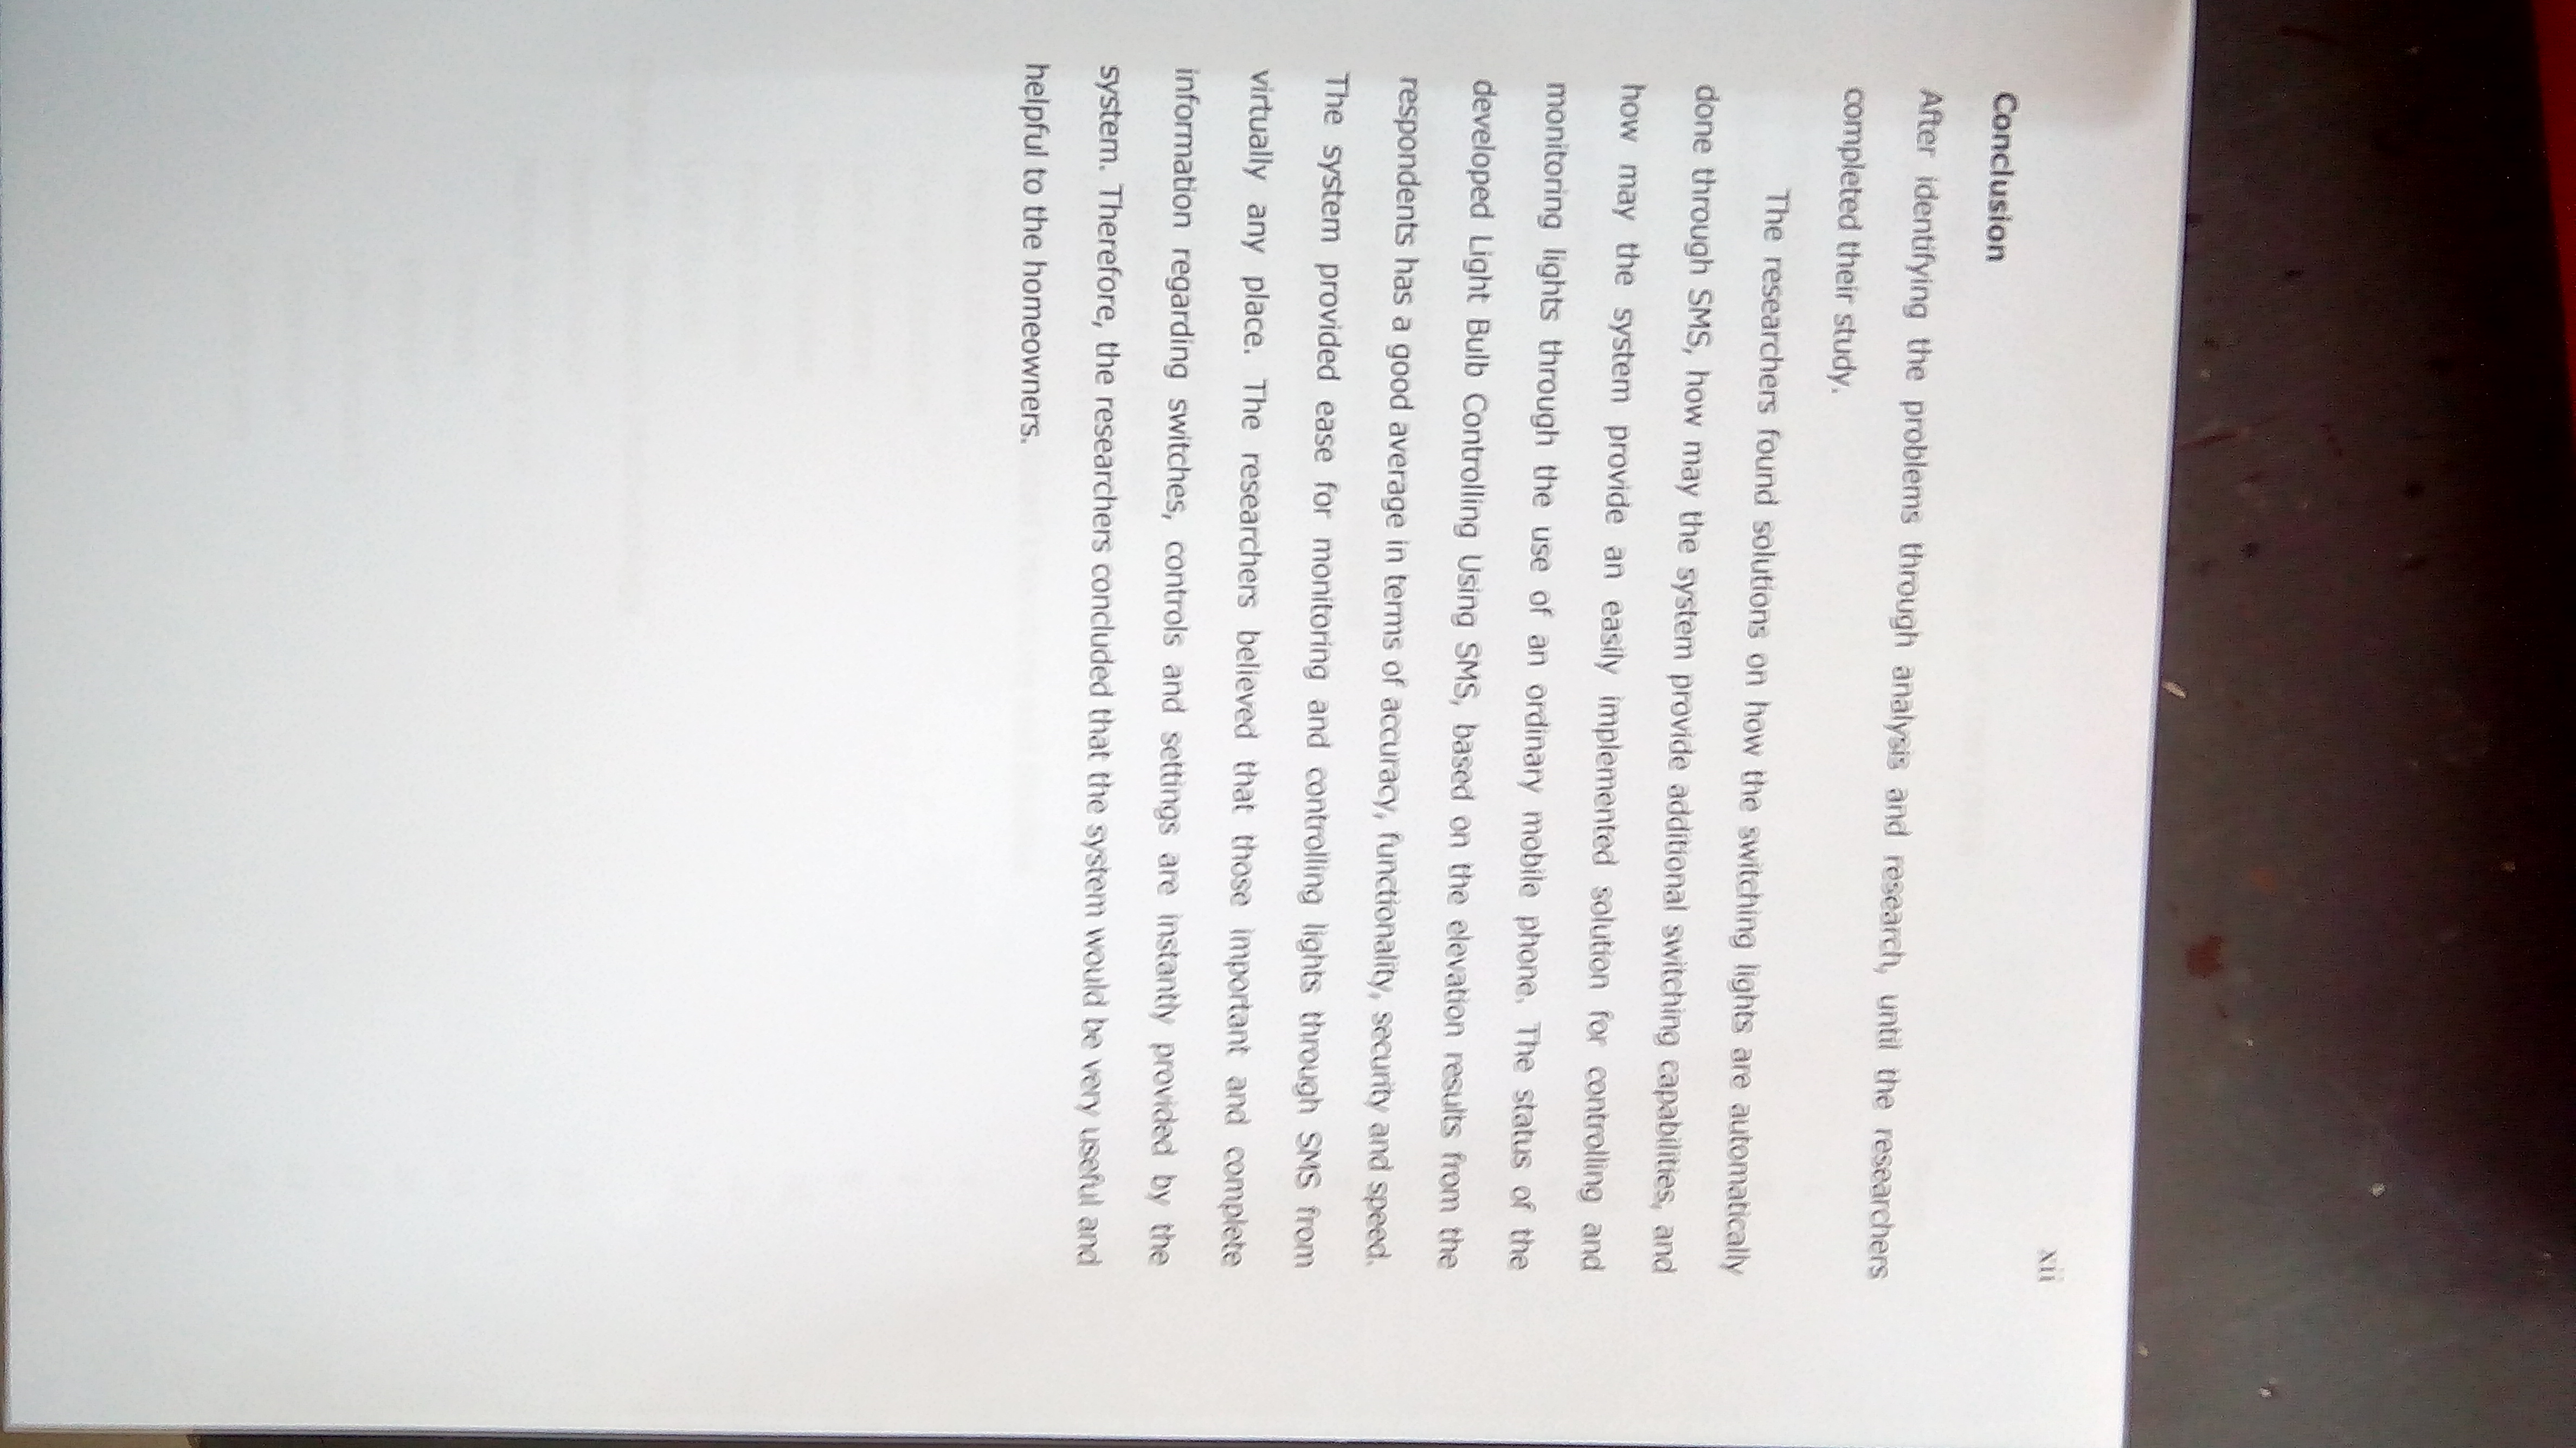 xii
Conclusion
After identifying the problems through analysis and research, until the researchers
completed their study.
The researchers found solutions on how the switching lights are automatically
done through SMS, how may the system provide additional switching capabilities, and
how may the system provide an easily implemented solution for controlling and
monitoring lights through the use of an ordinary mobile phone. The status of the
developed Light Bulb Controlling Using SMS, based on the elevation results from the
respondents has a good average in terms of accuracy, functionality, security and speed.
The system provided ease for monitoring and controlling lights through SMS from
virtually any place. The researchers believed that those important and complete
information regarding switches, controls and settings are instantly provided by the
system. Therefore, the researchers concluded that the system would be very useful and
helpful to the homeowners.